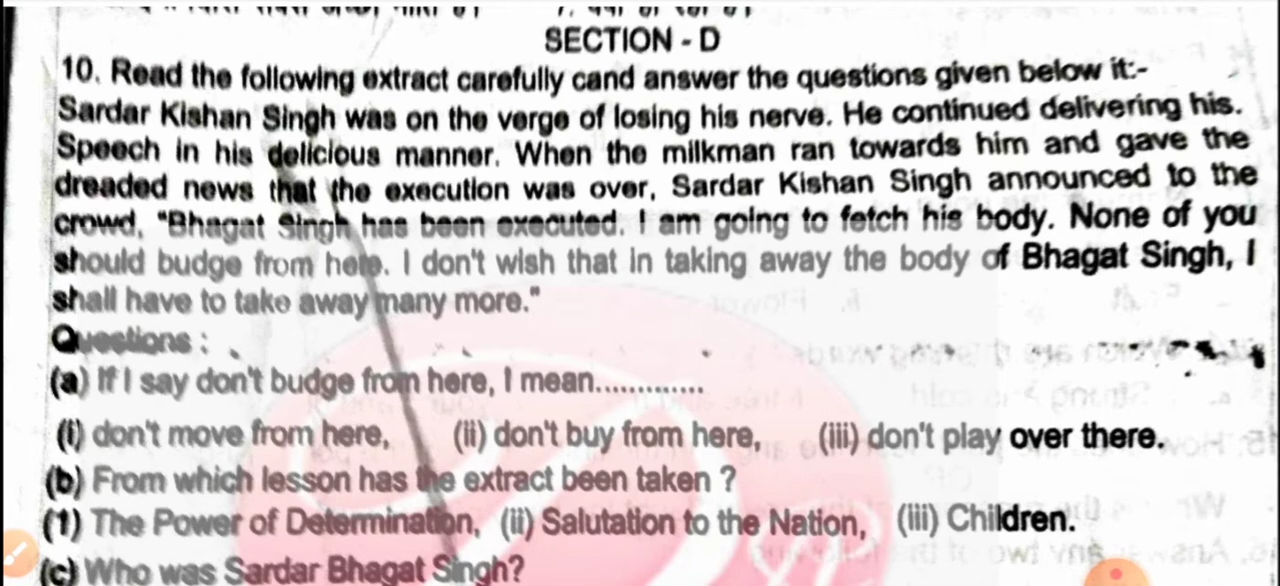 SECTION - D
10. Read the following extract carefully cand answer the questions given below it:-
Sardar Kishan Singh was on the verge of losing his nerve. He continued delivering his.
Speech in his delicious manner. When the milkman ran towards him and gave the
dreaded news that the execution was over, Sardar Kishan Singh announced to the
crowd, "Bhagat Singh has been executed. I am going to fetch his body. None of you
should budge from here. I don't wish that in taking away the body of Bhagat Singh, I
shall have to take away many more."
Questions :
(a) If I say don't budge from here, I mean.............
(i) don't move from here, (ii) don't buy from here, (iii) don't play over there.
(b) From which lesson has the extract been taken ?
(1) The Power of Determination, (ii) Salutation to the Nation, (iii) Children.
(c) Who was Sardar Bhagat Singh?